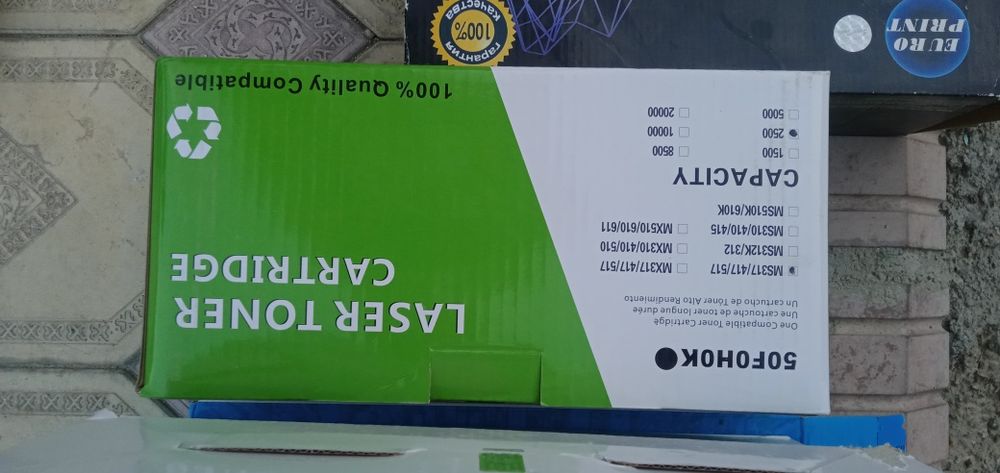 50F0H0K
One Compatible Toner Cartridge
Une cartouche de toner longue durée
Un cartucho de Tóner Alto Rendimiento
MS317/417/517
MX317/417/517
MS312K/312
MX310/410/510
MS310/410/415
MX510/610/611
MS510K/610K
CAPACITY
1500
8500
2500
10000
5000
20000
LASER TONER
CARTRIDGE
100% Quality Compatible
EURO
PRINT
гарантия
100%
качества